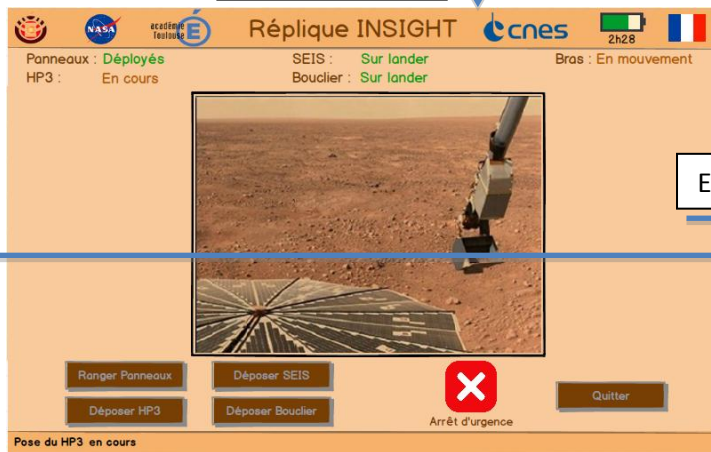 NASA académie Toulouse É Réplique INSIGHT cnes 2h28
Panneaux : Déployés SEIS : Sur lander Bras : En mouvement
HP3 : En cours Bouclier : Sur lander
E
Ranger Panneaux Déposer SEIS
Quitter
Déposer HP3 Déposer Bouclier
Arrêt d'urgence
Pose du HP3 en cours